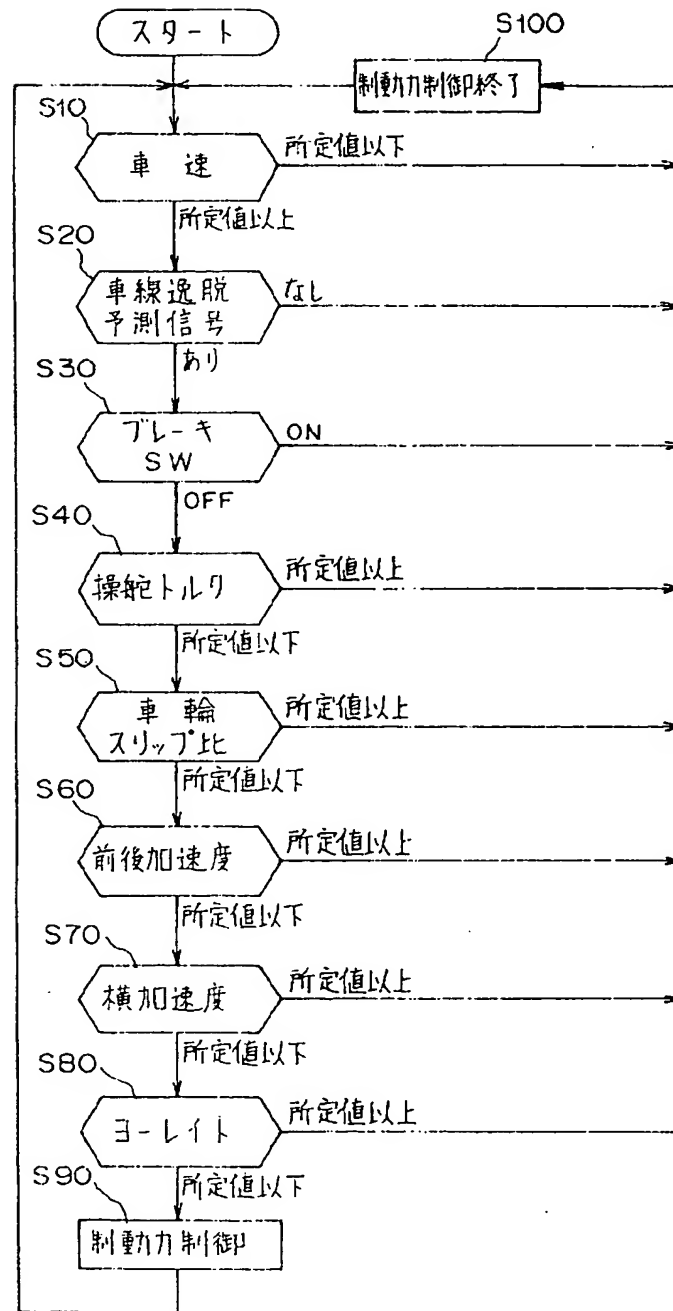 スタート
S100
制動力制御終了
S10
車速
所定値以下
所定値以上
S20
車線逸脱
予測信号
なし
あり
S30
ブレーキ
SW
ON
OFF
S40
操舵トルク
所定値以上
所定値以下
S50
車輪
スリップ比
所定値以上
所定値以下
S60
前後加速度
所定値以上
所定値以下
S70
横加速度
所定値以上
所定値以下
S80
ヨーレイト
所定値以上
所定値以下
S90
制動力制御